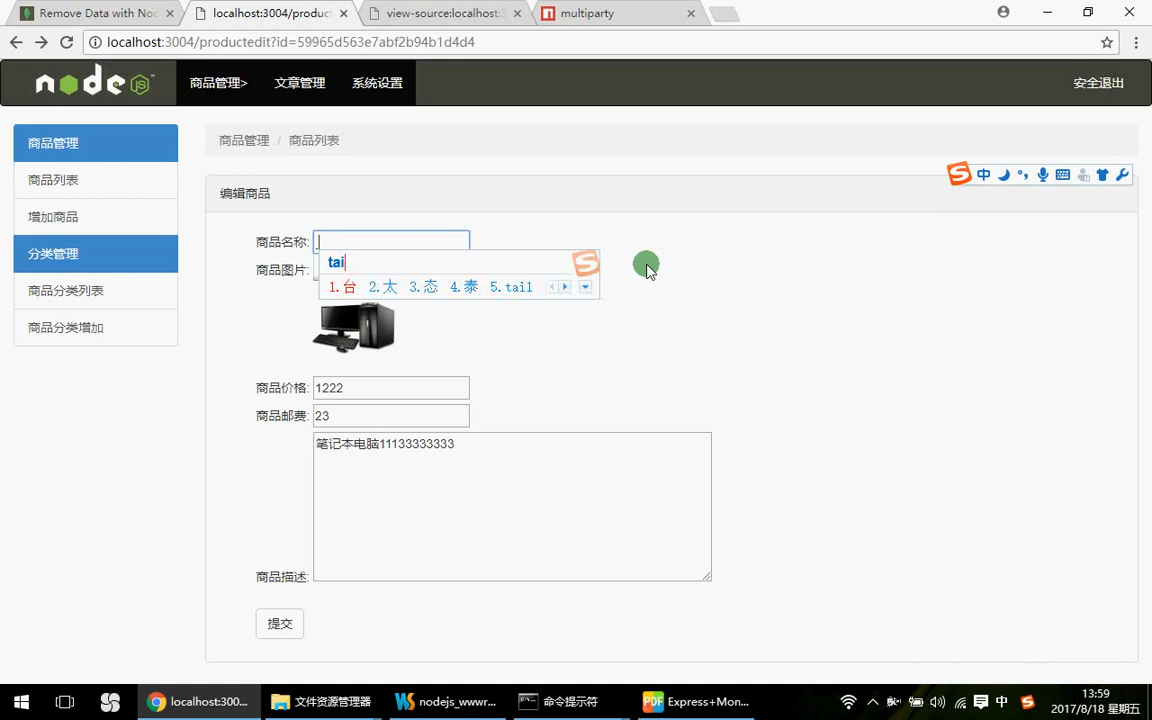 Remove Data with Nod
localhost:3004/produc
view-source:localhost:3
multiparty
localhost:3004/productedit?id=59965d563e7abf2b94b1d4d4
node JS
商品管理>
文章管理
系统设置
安全退出
商品管理
商品列表
增加商品
分类管理
商品分类列表
商品分类增加
商品管理 / 商品列表
中
编辑商品
商品名称:
tai
1.台 2.太 3.态 4.泰 5.tail
商品图片:
商品价格: 1222
商品邮费: 23
笔记本电脑11133333333
商品描述:
提交
localhost:300...
文件资源管理器
nodejs_wwwr...
命令提示符
Express+Mon...
中
13:59
2017/8/18 星期五